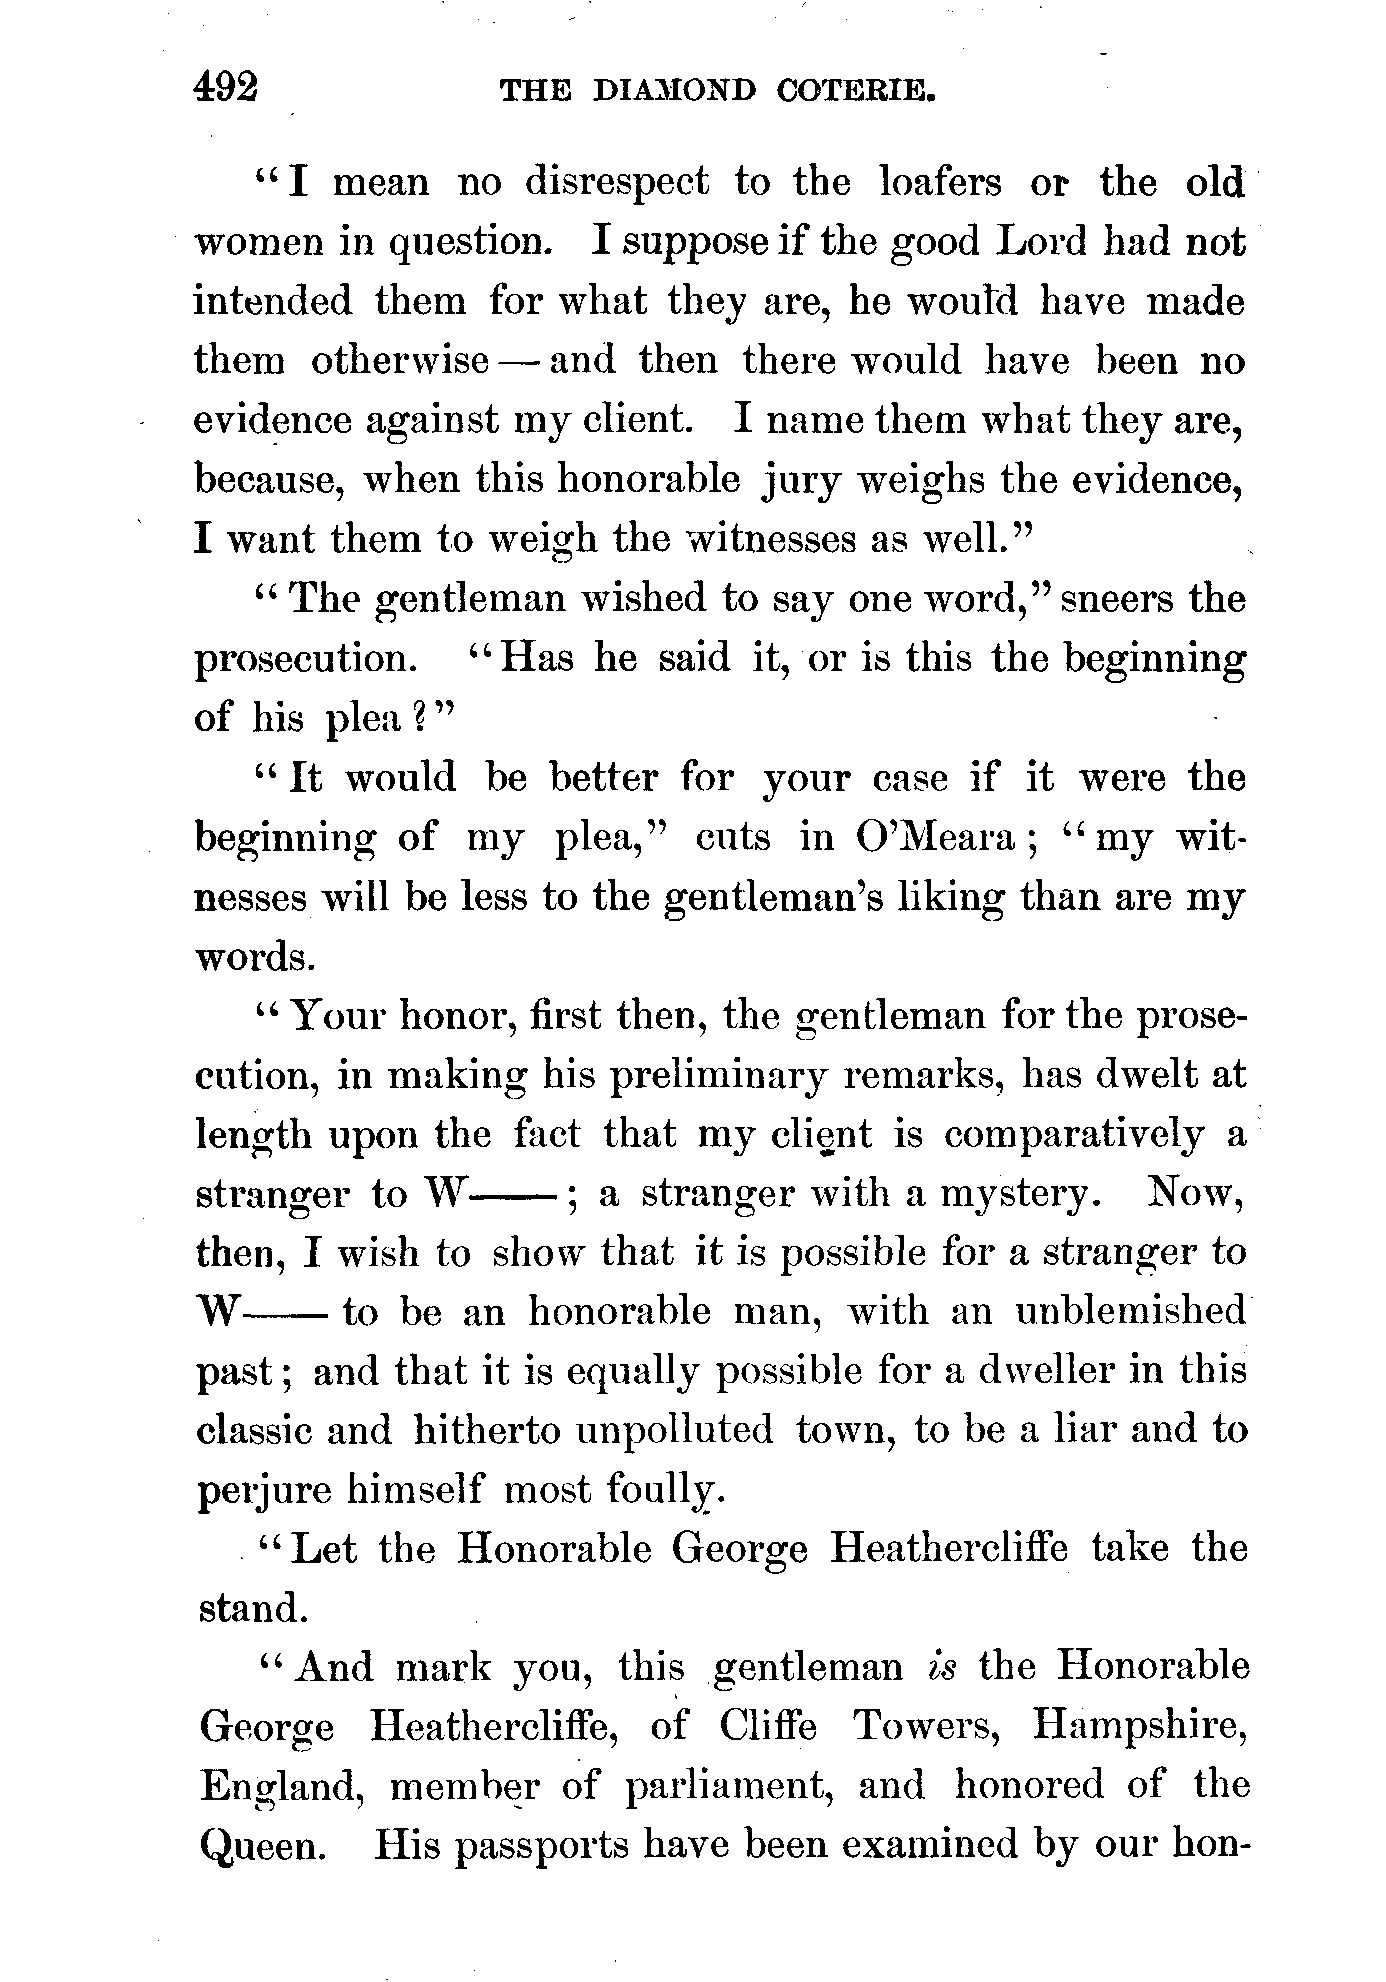 492 THE DIAMOND COTERIE.
“I mean no disrespect to the loafers or the old
women in question. I suppose if the good Lord had not
intended them for what they are, he would have made
them otherwise — and then there would have been no
evidence against my client. I name them what they are,
because, when this honorable jury weighs the evidence,
I want them to weigh the witnesses as well.”
“The gentleman wished to say one word,” sneers the
prosecution. “Has he said it, or is this the beginning
of his plea?”
“It would be better for your case if it were the
beginning of my plea,” cuts in O’Meara; “my wit-
nesses will be less to the gentleman’s liking than are my
words.
“Your honor, first then, the gentleman for the prose-
cution, in making his preliminary remarks, has dwelt at
length upon the fact that my client is comparatively a
stranger to W——; a stranger with a mystery. Now,
then, I wish to show that it is possible for a stranger to
W—— to be an honorable man, with an unblemished
past; and that it is equally possible for a dweller in this
classic and hitherto unpolluted town, to be a liar and to
perjure himself most foully.
“Let the Honorable George Heathercliffe take the
stand.
“And mark you, this gentleman is the Honorable
George Heathercliffe, of Cliffe Towers, Hampshire,
England, member of parliament, and honored of the
Queen. His passports have been examined by our hon-